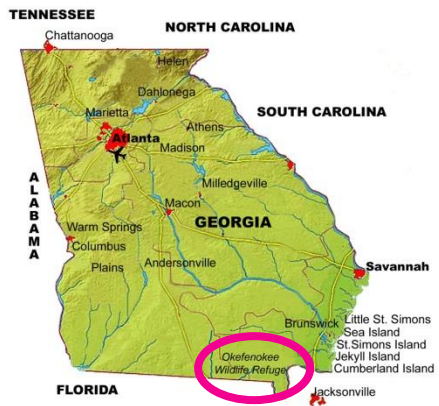 TENNESSEE
NORTH CAROLINA
Chattanooga
Helen
Dahlonega
SOUTH CAROLINA
Marietta
Athens
Atlanta
Madison
ALABAMA
Milledgeville
Macon
GEORGIA
Warm Springs
Columbus
Andersonville
Plains
Savannah
Brunswick
Little St. Simons
Sea Island
St.Simons Island
Jekyll Island
Cumberland Island
Okefenokee
Wildlife Refuge
FLORIDA
Jacksonville